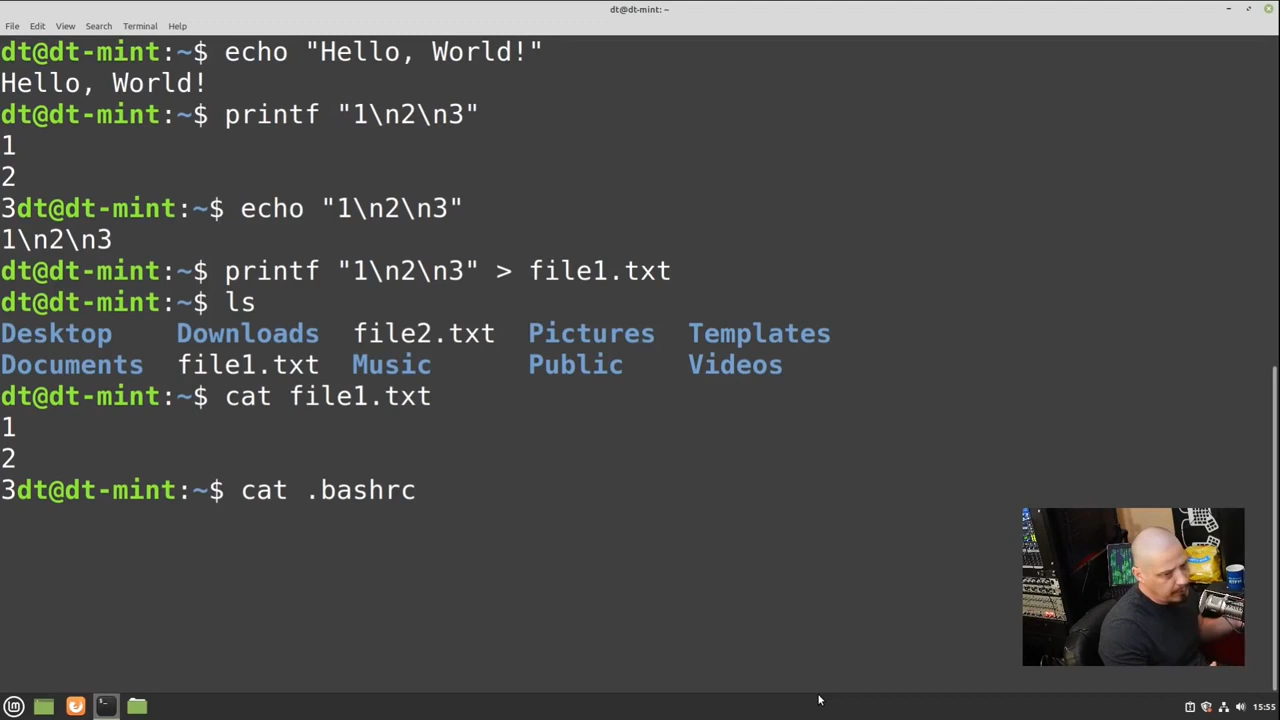 dt@dt-mint: ~
File Edit View Search Terminal Help
dt@dt-mint:~$ echo "Hello, World!"
Hello, World!
dt@dt-mint:~$ printf "1\n2\n3"
1
2
3dt@dt-mint:~$ echo "1\n2\n3"
1\n2\n3
dt@dt-mint:~$ printf "1\n2\n3" > file1.txt
dt@dt-mint:~$ ls
Desktop Downloads file2.txt Pictures Templates
Documents file1.txt Music Public Videos
dt@dt-mint:~$ cat file1.txt
1
2
3dt@dt-mint:~$ cat .bashrc
15:55